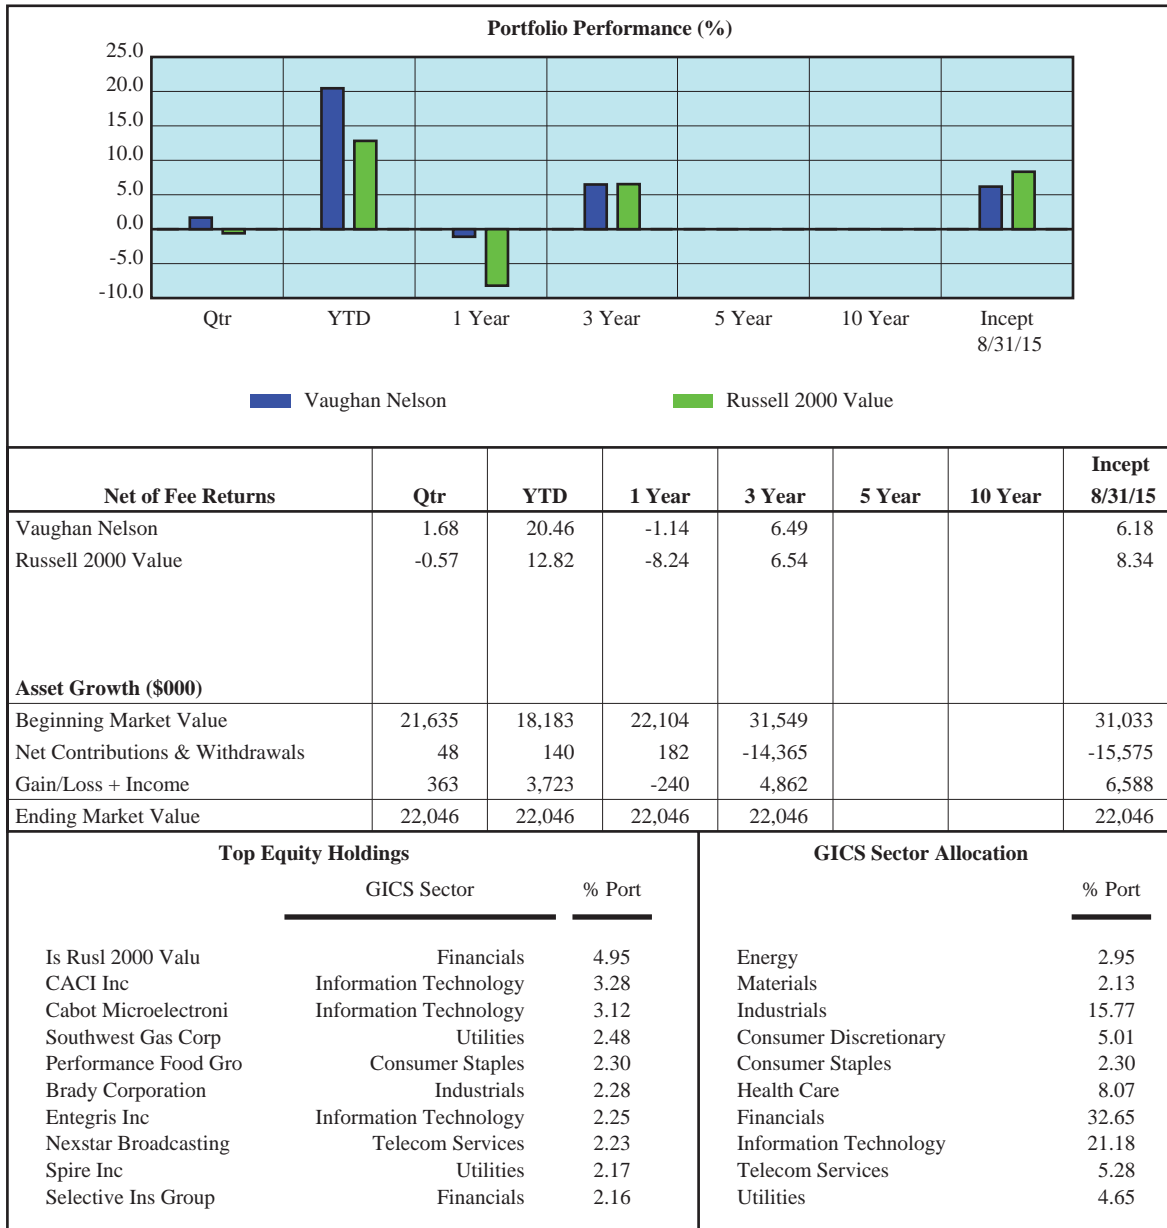 Portfolio Performance (%)
25.0
20.0
15.0
10.0
5.0
0.0
-5.0
-10.0
Qtr YTD 1 Year 3 Year 5 Year 10 Year Incept
8/31/15
Vaughan Nelson Russell 2000 Value
Incept
Net of Fee Returns Qtr YTD 1 Year 3 Year 5 Year 10 Year 8/31/15
Vaughan Nelson 1.68 20.46 -1.14 6.49 6.18
Russell 2000 Value -0.57 12.82 -8.24 6.54 8.34
Asset Growth ($000)
Beginning Market Value 21,635 18,183 22,104 31,549 31,033
Net Contributions & Withdrawals 48 140 182 -14,365 -15,575
Gain/Loss + Income 363 3,723 -240 4,862 6,588
Ending Market Value 22,046 22,046 22,046 22,046 22,046
Top Equity Holdings
GICS Sector % Port
Is Rusl 2000 Valu Financials 4.95
CACI Inc Information Technology 3.28
Cabot Microelectroni Information Technology 3.12
Southwest Gas Corp Utilities 2.48
Performance Food Gro Consumer Staples 2.30
Brady Corporation Industrials 2.28
Entegris Inc Information Technology 2.25
Nexstar Broadcasting Telecom Services 2.23
Spire Inc Utilities 2.17
Selective Ins Group Financials 2.16
GICS Sector Allocation
% Port
Energy 2.95
Materials 2.13
Industrials 15.77
Consumer Discretionary 5.01
Consumer Staples 2.30
Health Care 8.07
Financials 32.65
Information Technology 21.18
Telecom Services 5.28
Utilities 4.65